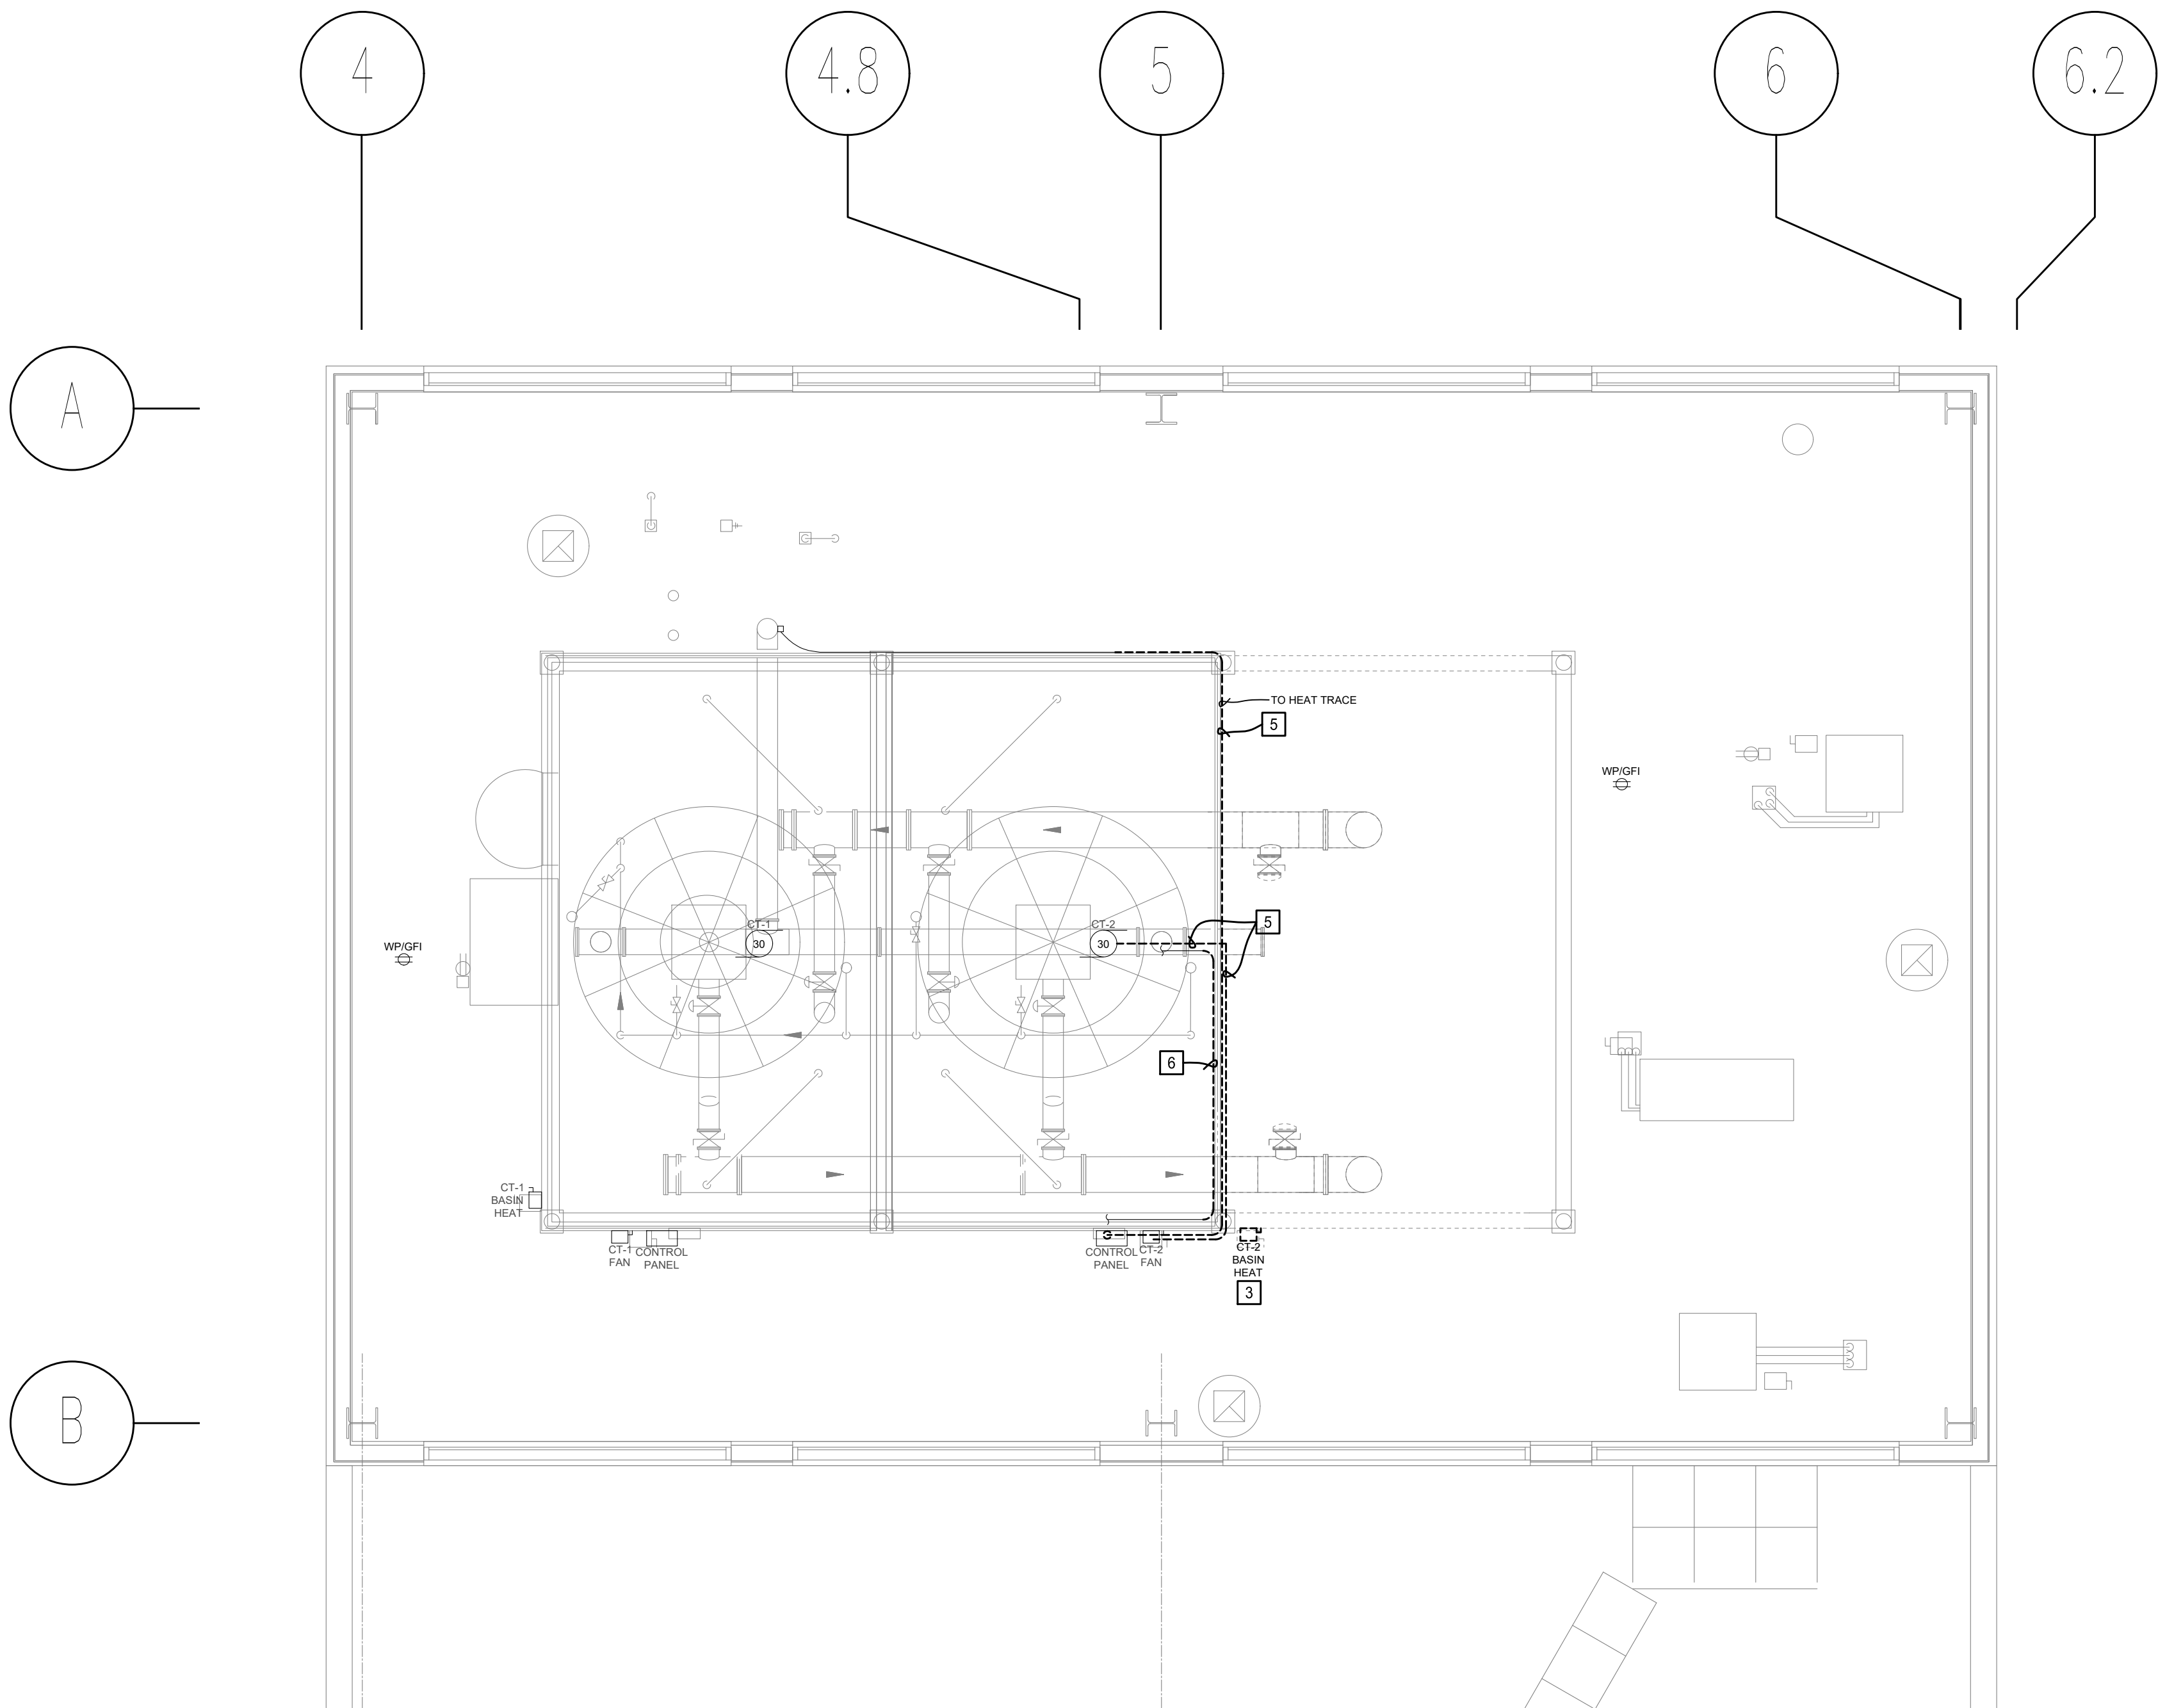 4
4.8
5
6
6.2
A
TO HEAT TRACE
5
WP/GFI
5
CT-1
CT-2
30
30
WP/GFI
6
CT-1
BASIN
HEAT
CT-1
FAN
CONTROL
PANEL
CONTROL
PANEL
CT-2
FAN
CT-2
BASIN
HEAT
3
B